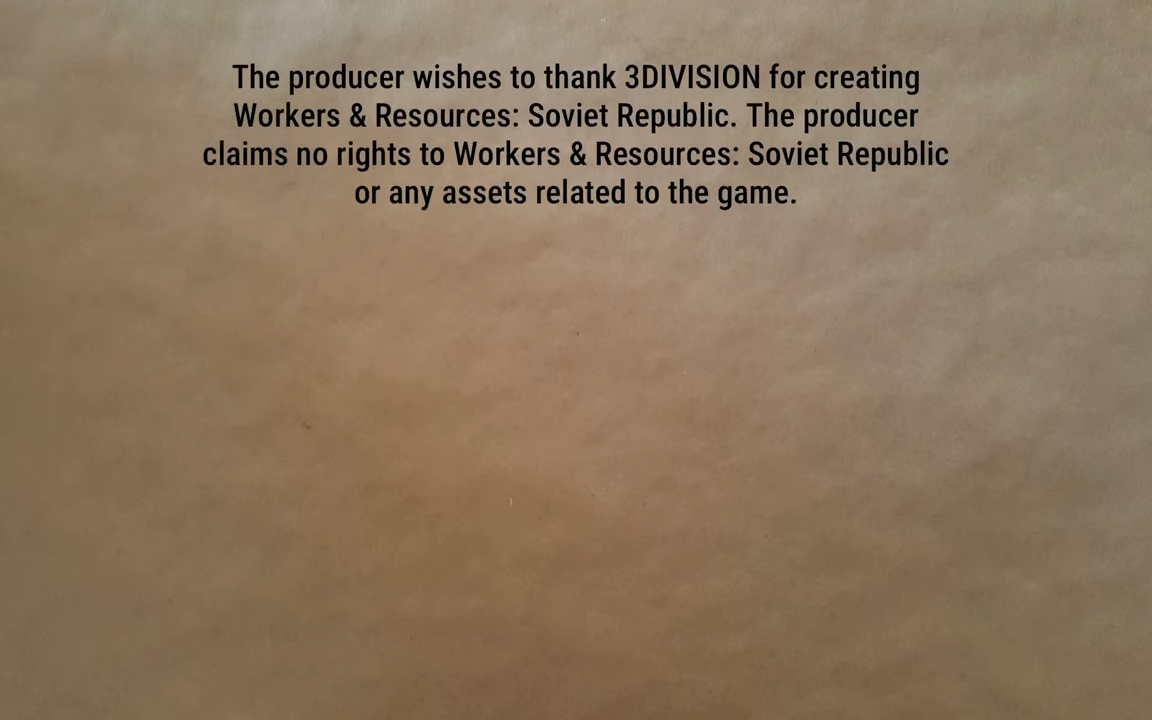 The producer wishes to thank 3DIVISION for creating
Workers & Resources: Soviet Republic. The producer
claims no rights to Workers & Resources: Soviet Republic
or any assets related to the game.